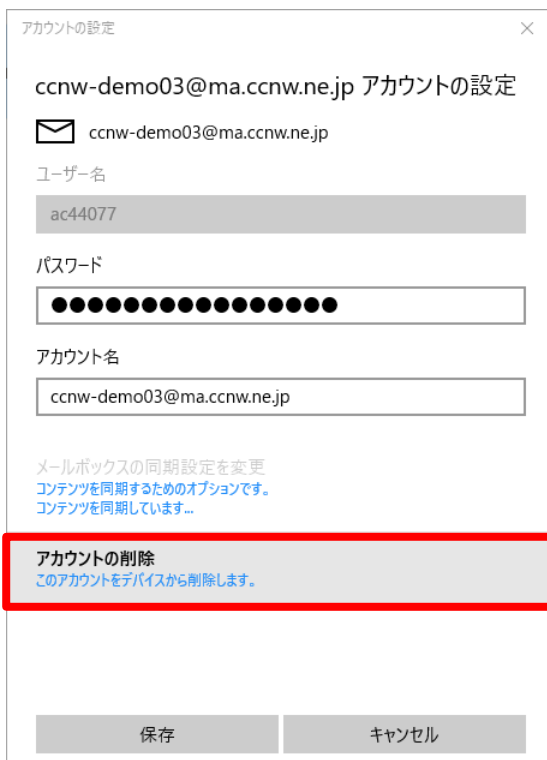 アカウントの設定
ccnw-demo03@ma.ccnw.ne.jp アカウントの設定
ccnw-demo03@ma.ccnw.ne.jp
ユーザー名
ac44077
パスワード
●●●●●●●●●●●●●●●●
アカウント名
ccnw-demo03@ma.ccnw.ne.jp
メールボックスの同期設定を変更
コンテンツを同期するためのオプションです。
コンテンツを同期しています...
アカウントの削除
このアカウントをデバイスから削除します。
保存
キャンセル